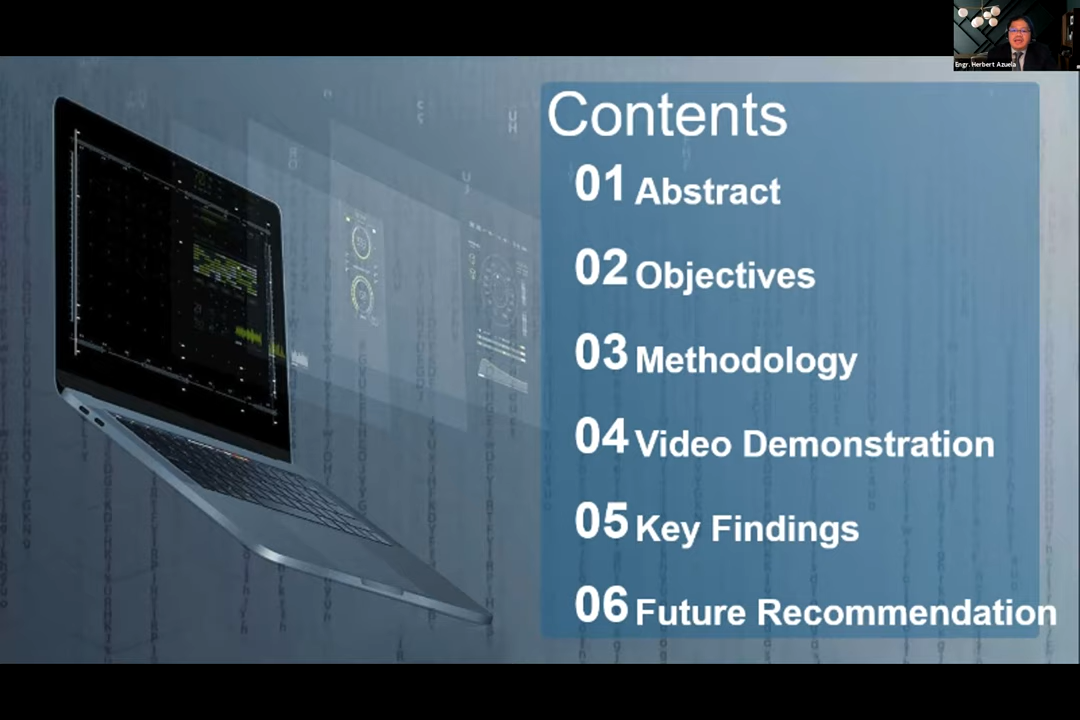 Engr. Herbert Azuela
Contents
01 Abstract
02 Objectives
03 Methodology
04 Video Demonstration
05 Key Findings
06 Future Recommendation